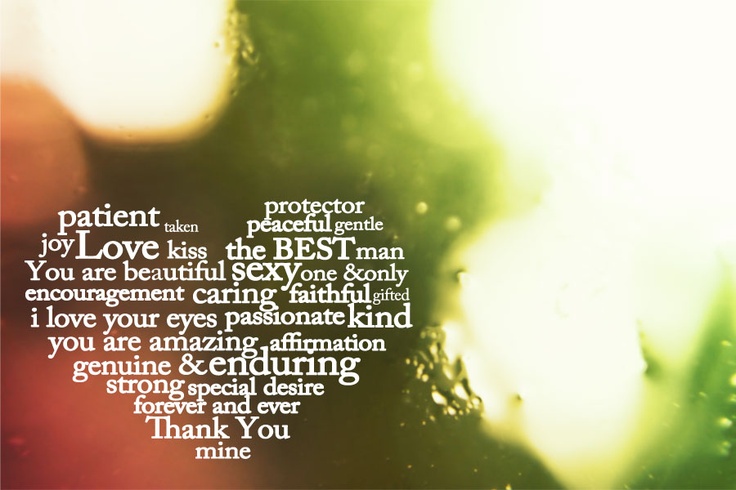 protector
patient taken peaceful gentle
joy Love kiss the BEST man
You are beautiful sexy one &only
encouragement caring faithful gifted
i love your eyes passionate kind
you are amazing affirmation
genuine & enduring
strong special desire
forever and ever
Thank You
mine